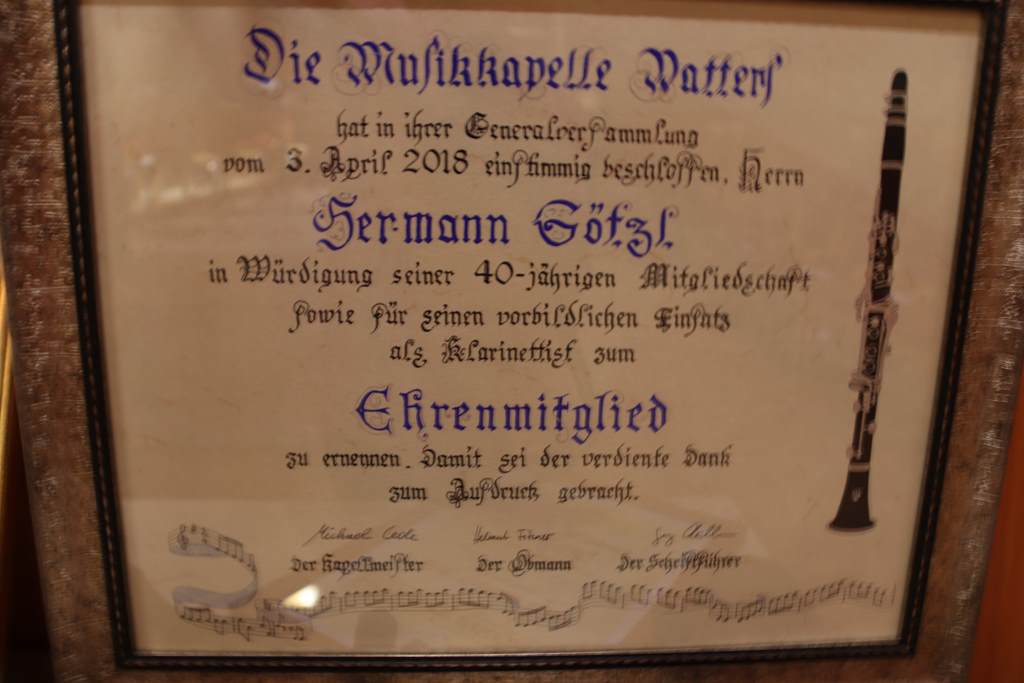 Die Musikkapelle Natters
hat in ihrer Generalversammlung
vom 3. April 2018 einstimmig beschlossen, Herrn
Hermann Götzl
in Würdigung seiner 40-jährigen Mitgliedschaft
sowie für seinen vorbildlichen Einsatz
als Klarinettist zum
Ehrenmitglied
zu ernennen. Damit sei der verdiente Dank
zum Ausdruck gebracht.
Michael
Helmut
Der Kapellmeister
Der Obmann
Der Schriftführer